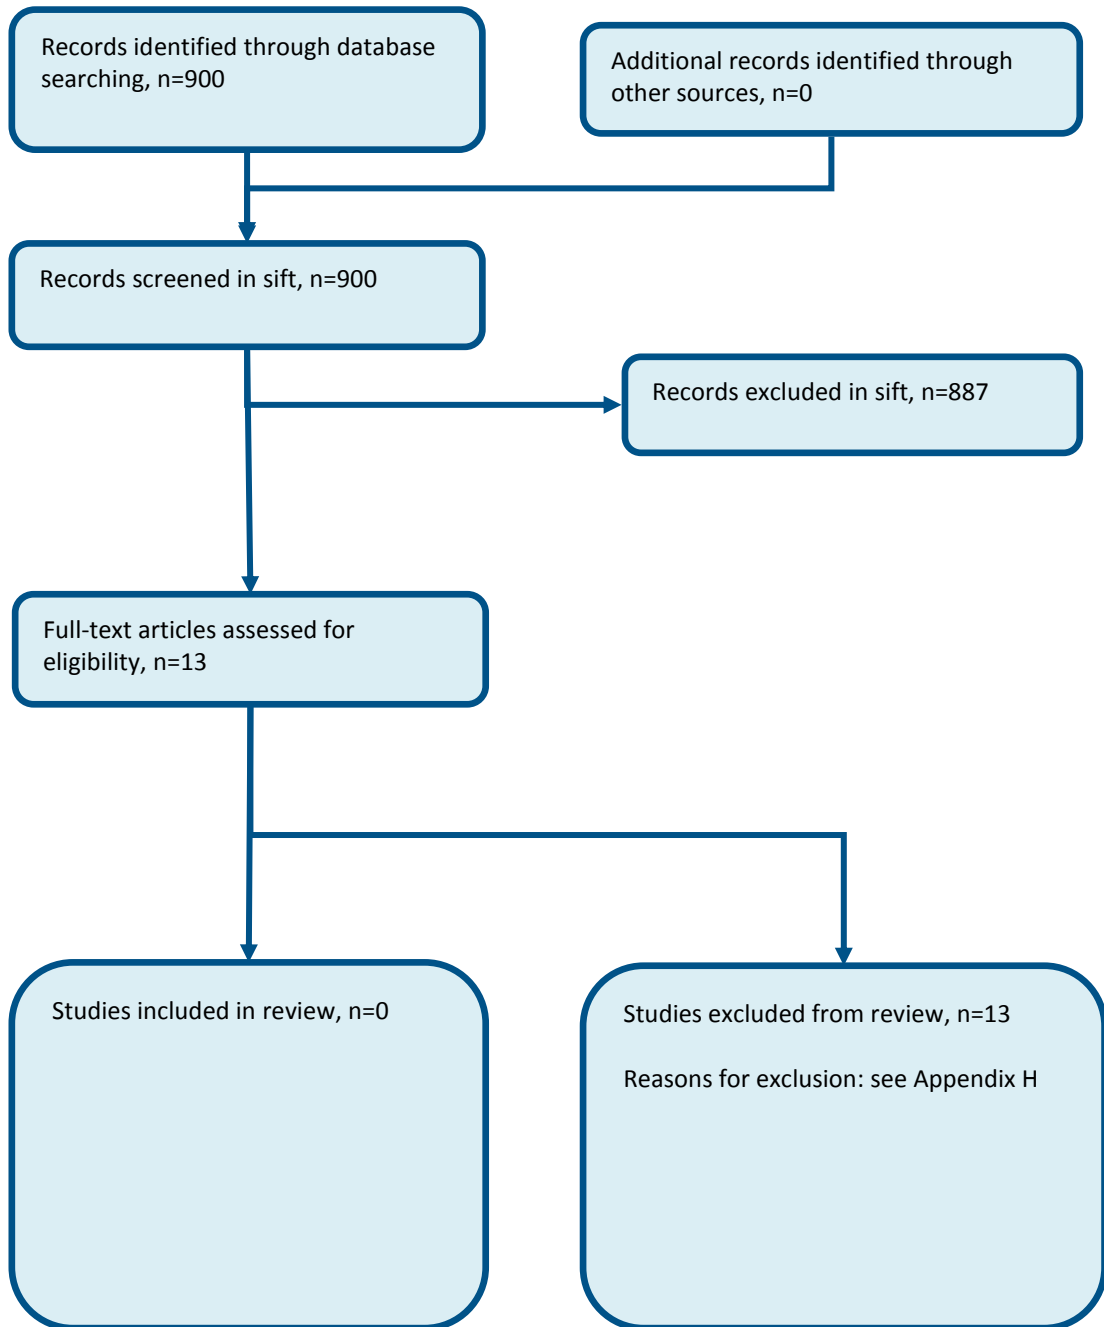 Records identified through database
searching, n=900
Additional records identified through
other sources, n=0
Records screened in sift, n=900
Records excluded in sift, n=887
Full-text articles assessed for
eligibility, n=13
Studies included in review, n=0
Studies excluded from review, n=13
Reasons for exclusion: see Appendix H